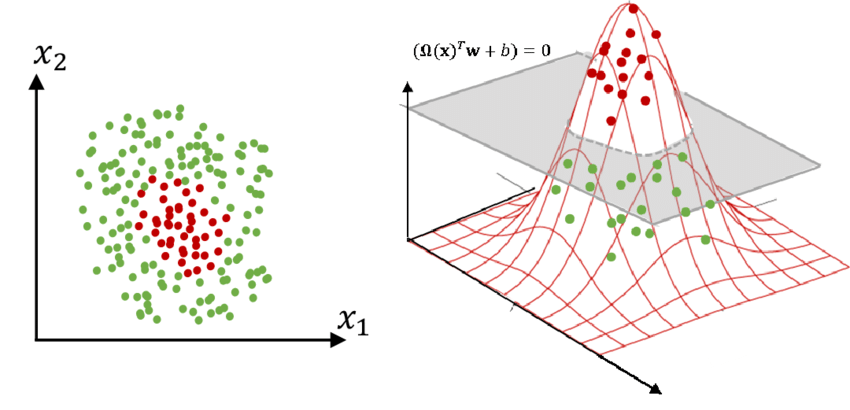 x₂
x₁
(Ω(x)ᵀw + b) = 0